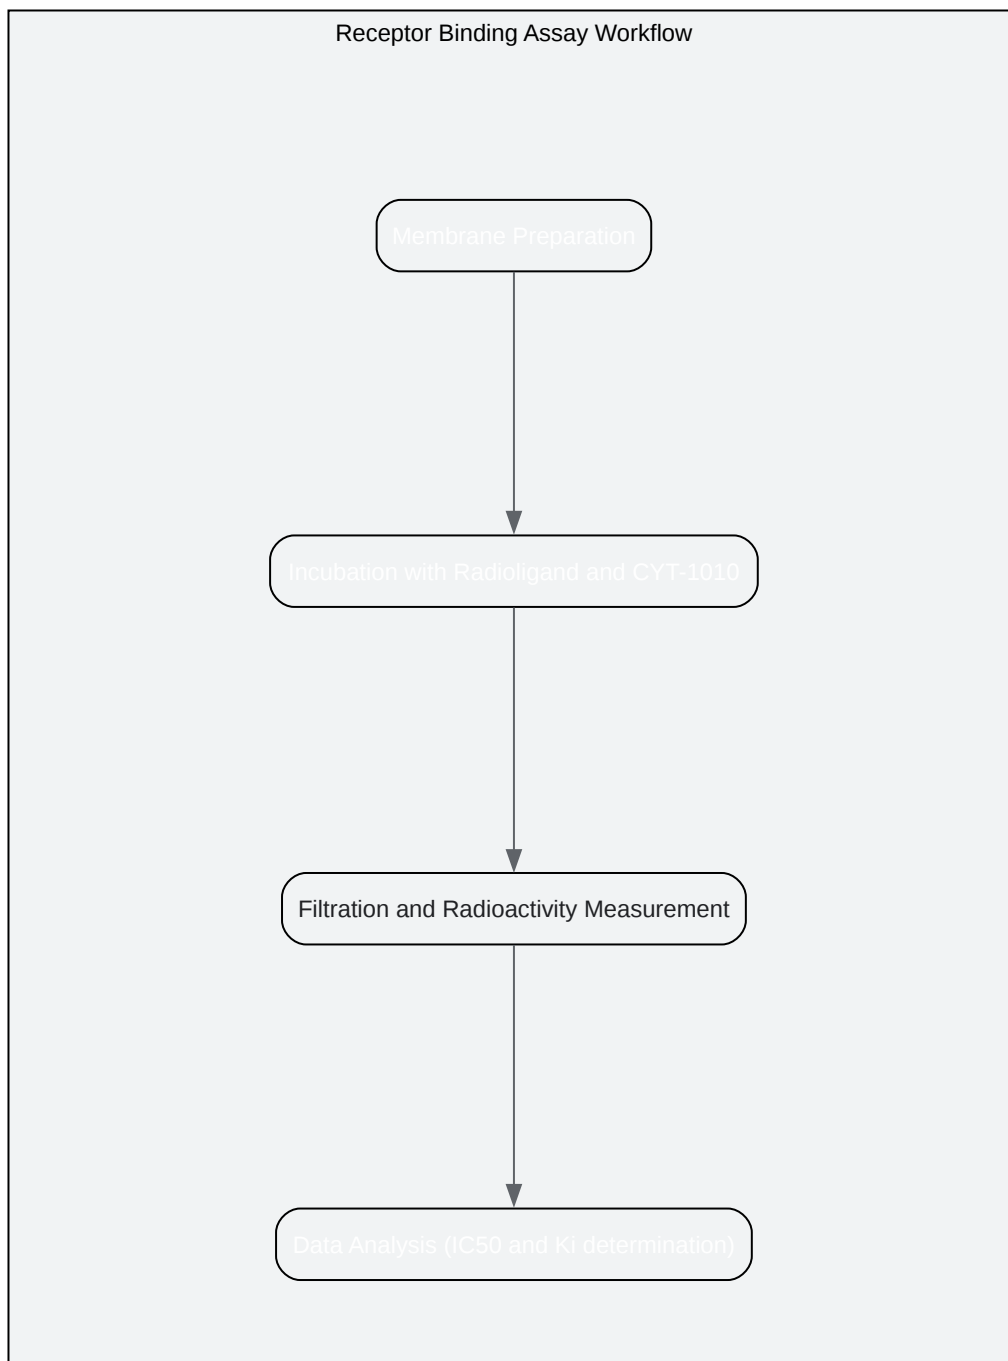 Receptor Binding Assay Workflow
Membrane Preparation
Incubation with Radioligand and CYT-1010
Filtration and Radioactivity Measurement
Data Analysis (IC50 and Ki determination)